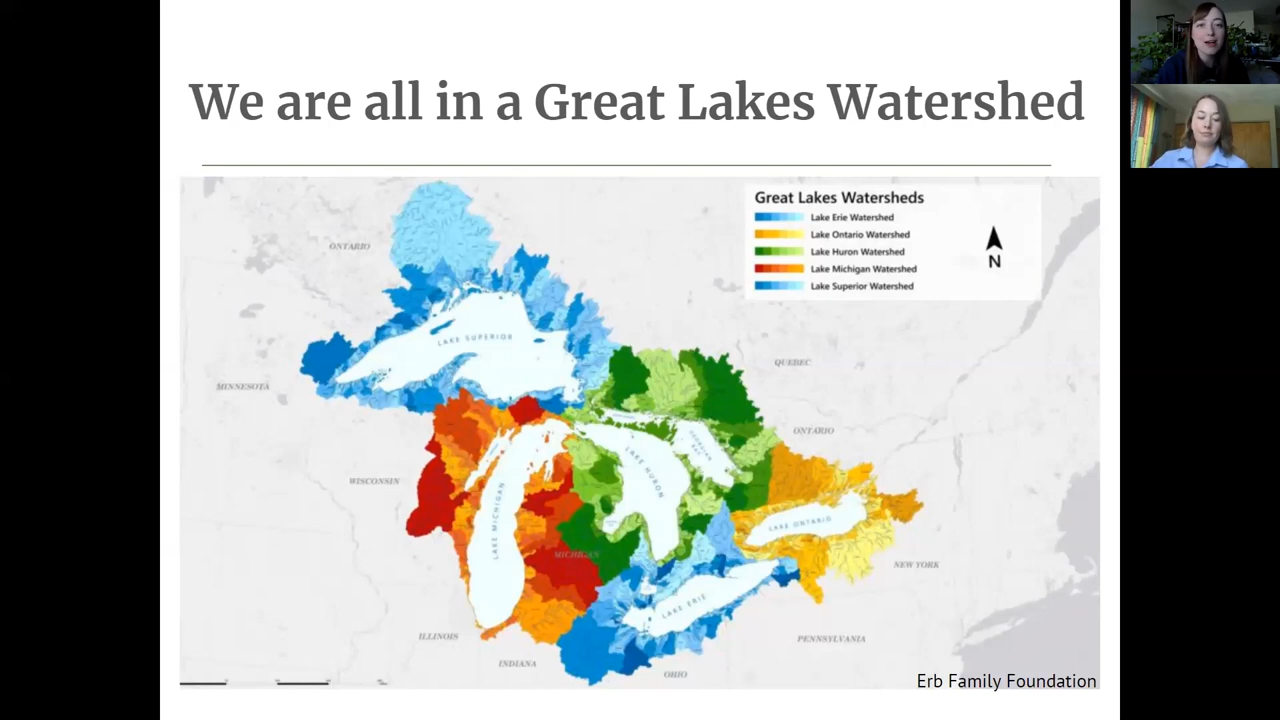 We are all in a Great Lakes Watershed
Great Lakes Watersheds
Lake Erie Watershed
Lake Ontario Watershed
Lake Huron Watershed
Lake Michigan Watershed
Lake Superior Watershed
N
ONTARIO
LAKE SUPERIOR
MINNESOTA
QUEBEC
ONTARIO
WISCONSIN
LAKE MICHIGAN
LAKE HURON
GEORGIAN BAY
LAKE ONTARIO
MICHIGAN
NEW YORK
LAKE ERIE
ILLINOIS
PENNSYLVANIA
INDIANA
OHIO
Erb Family Foundation